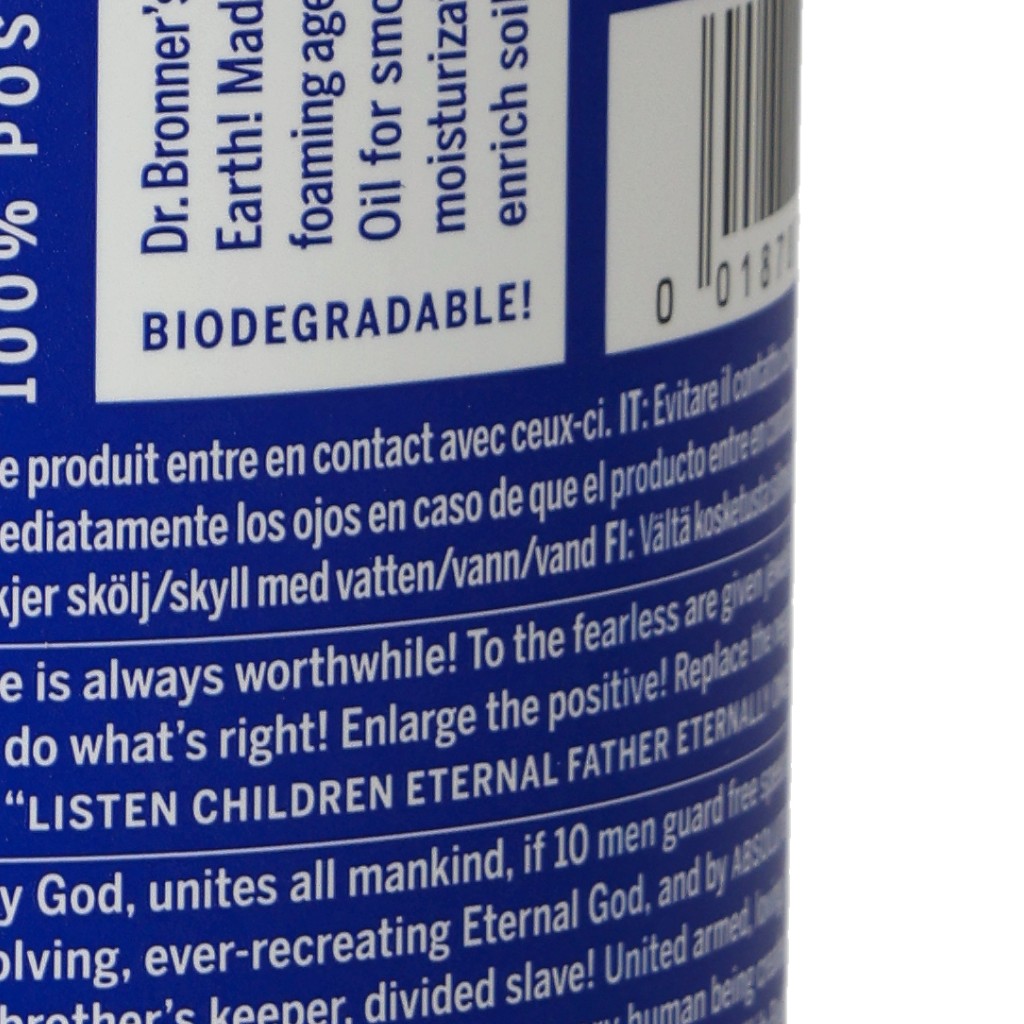 100% POS
Dr. Bronner's
Earth! Mad
foaming age
Oil for smo
moisturiza
enrich soil
BIODEGRADABLE!
0 0187
e produit entre en contact avec ceux-ci. IT: Evitare il
ediatamente los ojos en caso de que el producto entre en
kjer skölj/skyll med vatten/vann/vand FI: Vältä
e is always worthwhile! To the fearless are given
do what's right! Enlarge the positive! Replace the
“LISTEN CHILDREN ETERNAL FATHER ETERNALLY
y God, unites all mankind, if 10 men guard free
olving, ever-recreating Eternal God, and by
brother's keeper, divided slave! United armed,
human being